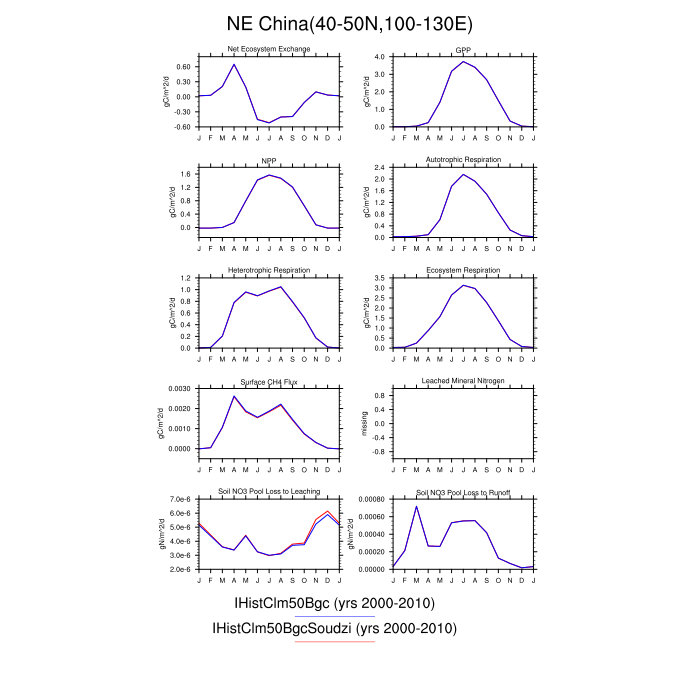 NE China(40-50N,100-130E)
Net Ecosystem Exchange
gC/m^2/d
0.60
0.30
0.00
-0.30
-0.60
J F M A M J J A S O N D J
GPP
gC/m^2/d
4.0
3.0
2.0
1.0
0.0
J F M A M J J A S O N D J
NPP
gC/m^2/d
1.6
1.2
0.8
0.4
0.0
J F M A M J J A S O N D J
Autotrophic Respiration
gC/m^2/d
2.4
2.0
1.6
1.2
0.8
0.4
0.0
J F M A M J J A S O N D J
Heterotrophic Respiration
gC/m^2/d
1.2
1.0
0.8
0.6
0.4
0.2
0.0
J F M A M J J A S O N D J
Ecosystem Respiration
gC/m^2/d
3.5
3.0
2.5
2.0
1.5
1.0
0.5
0.0
J F M A M J J A S O N D J
Surface CH4 Flux
gC/m^2/d
0.0030
0.0020
0.0010
0.0000
J F M A M J J A S O N D J
Leached Mineral Nitrogen
missing
0.8
0.4
0.0
-0.4
-0.8
J F M A M J J A S O N D J
Soil NO3 Pool Loss to Leaching
gN/m^2/d
7.0e-6
6.0e-6
5.0e-6
4.0e-6
3.0e-6
2.0e-6
J F M A M J J A S O N D J
Soil NO3 Pool Loss to Runoff
gN/m^2/d
0.00080
0.00060
0.00040
0.00020
0.00000
J F M A M J J A S O N D J
IHistClm50Bgc (yrs 2000-2010)
IHistClm50BgcSoudzi (yrs 2000-2010)